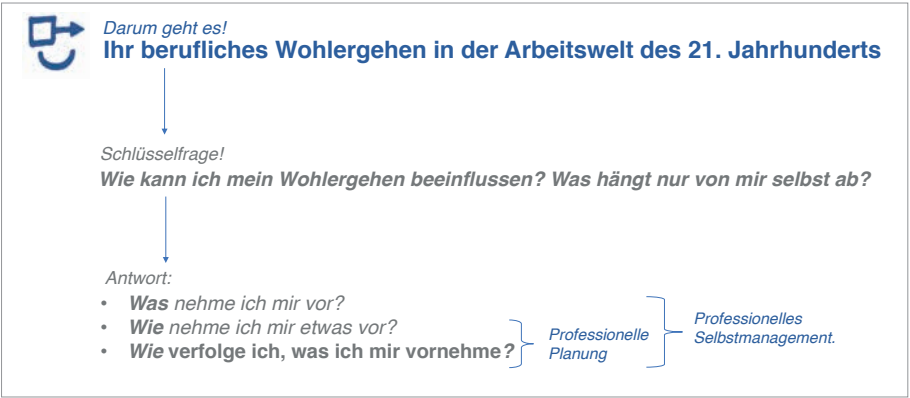 Darum geht es!
Ihr berufliches Wohlergehen in der Arbeitswelt des 21. Jahrhunderts
Schlüsselfrage!
Wie kann ich mein Wohlergehen beeinflussen? Was hängt nur von mir selbst ab?
Antwort:
• Was nehme ich mir vor?
• Wie nehme ich mir etwas vor?
• Wie verfolge ich, was ich mir vornehme?
Professionelle
Planung
Professionelles
Selbstmanagement.